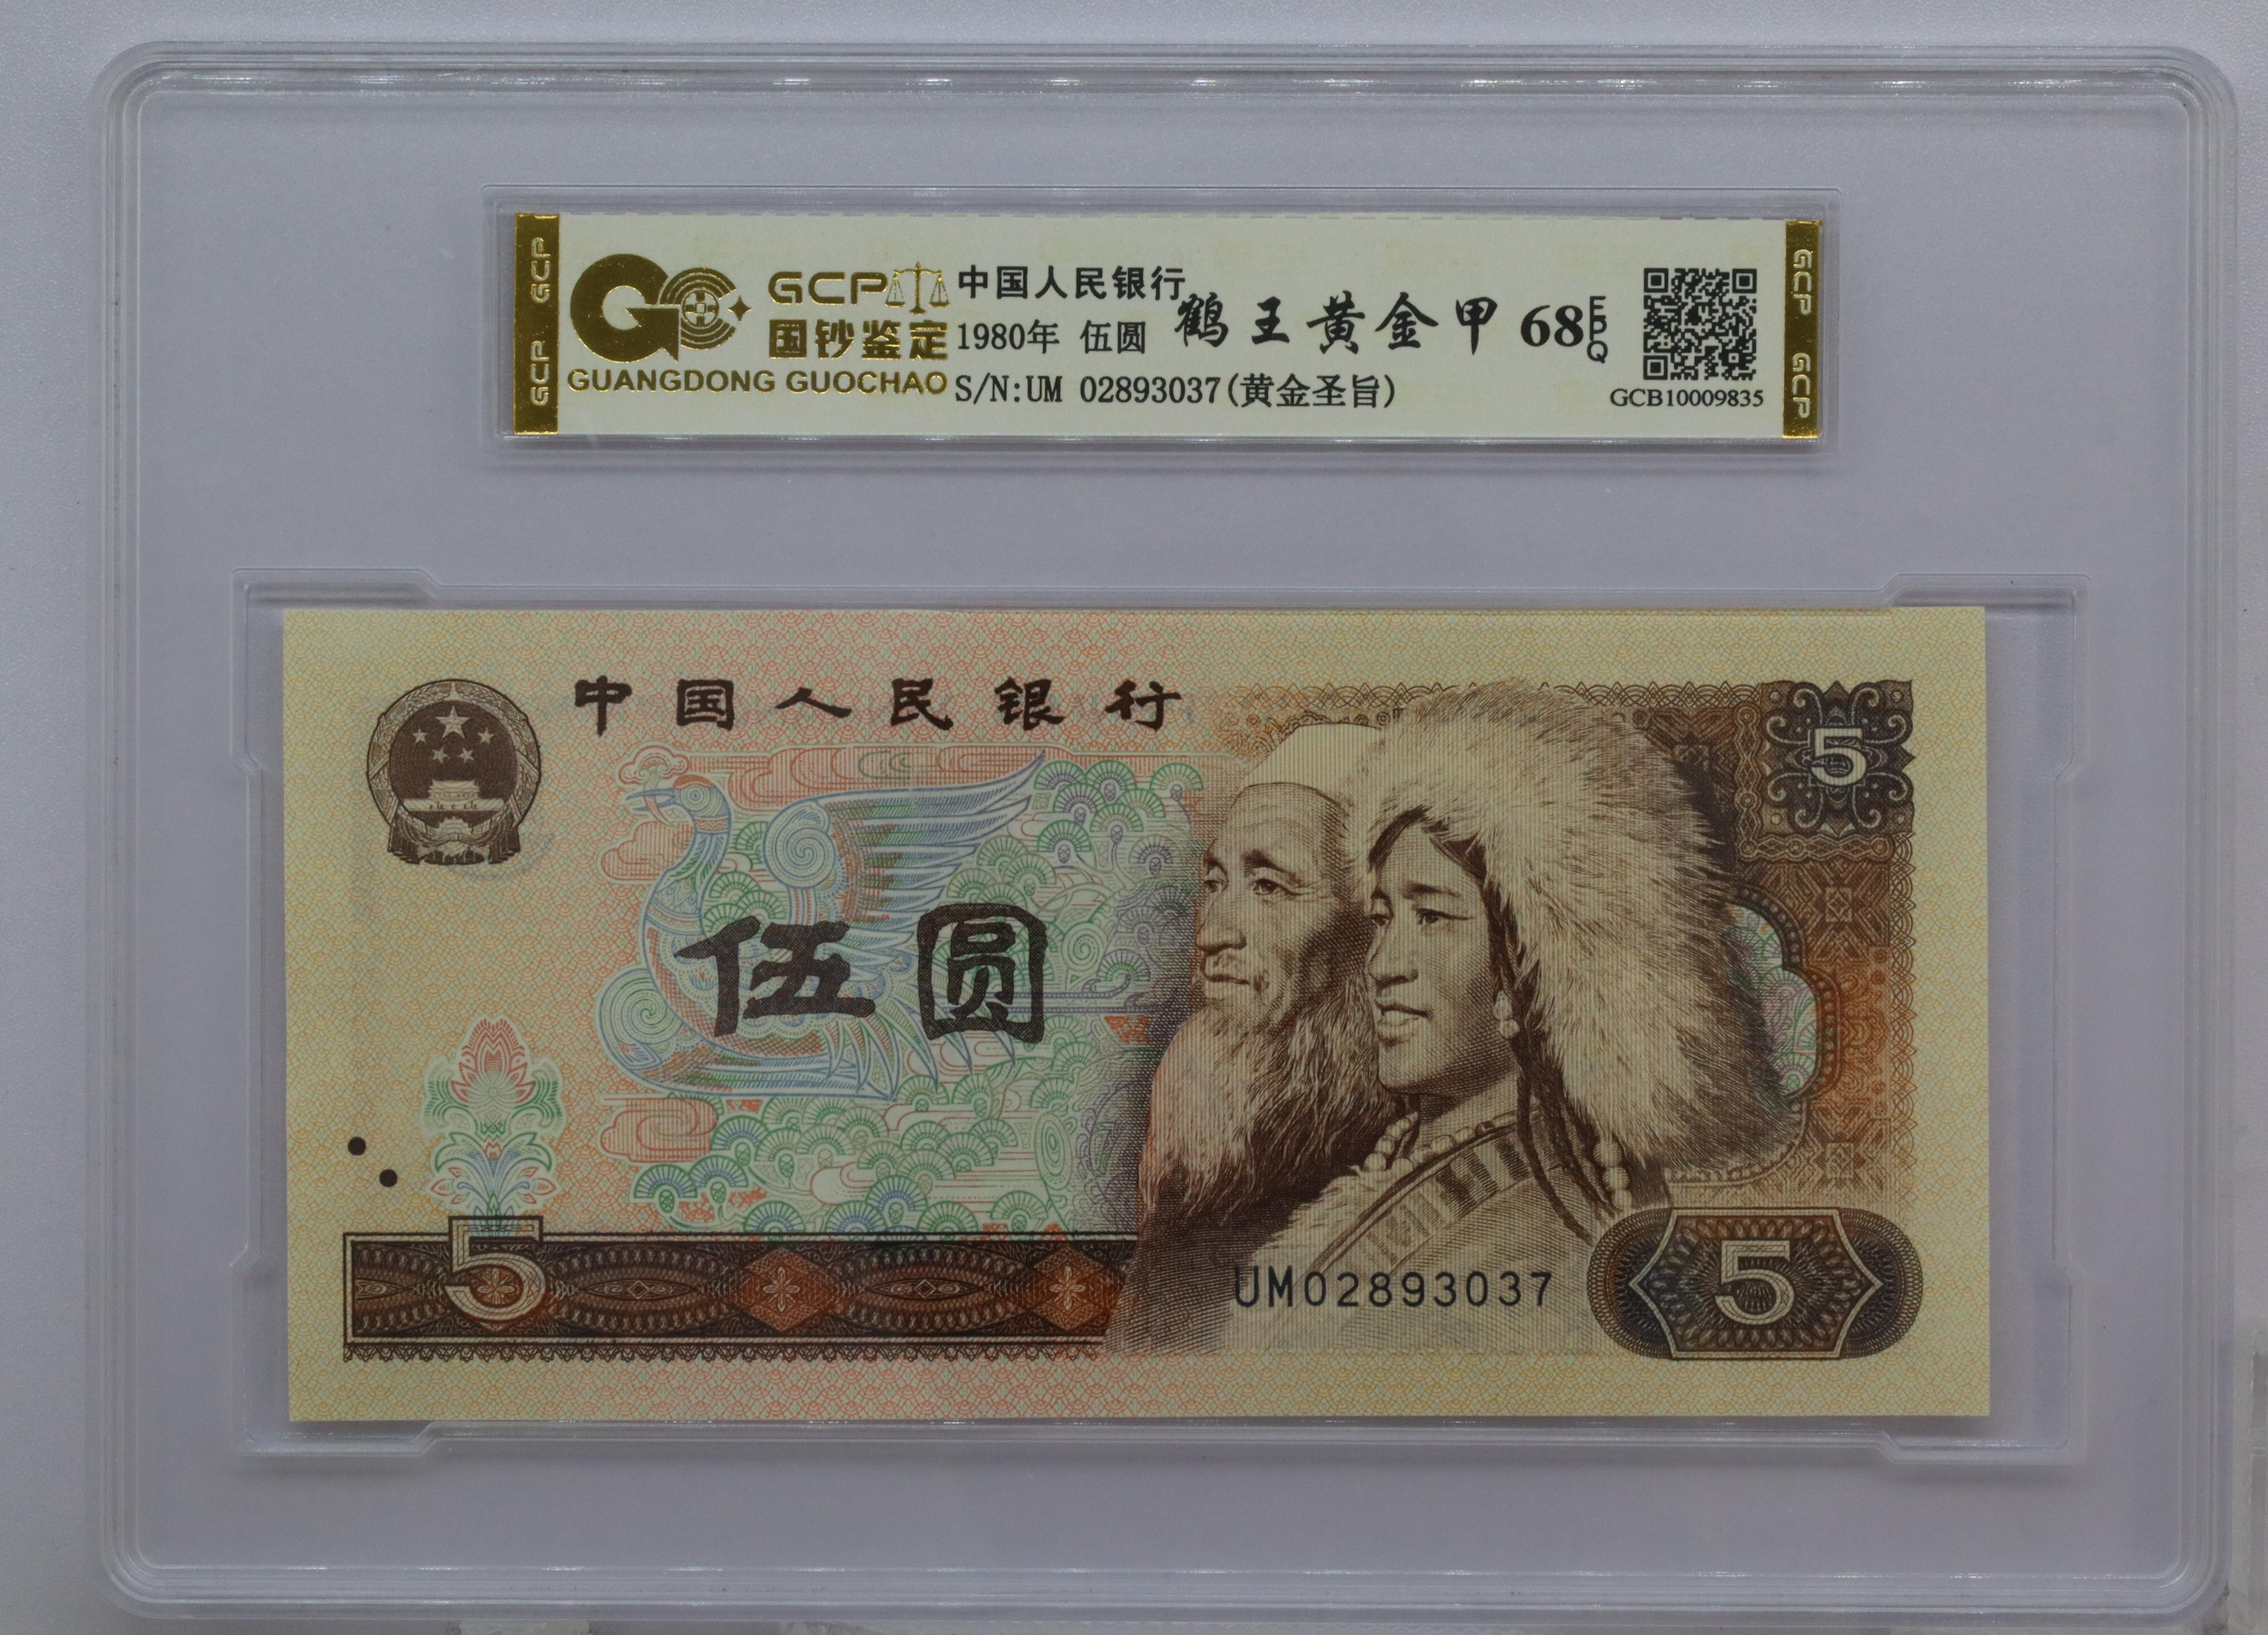 GCP GCP
GCP
国钞鉴定
GUANGDONG GUOCHAO
中国人民银行
1980年 伍圆
S/N:UM 02893037(黄金圣旨)
鹤王黄金甲 68 EPQ
GCB10009835
GCP GCP
中国人民银行
5
伍圆
5
UM02893037
5